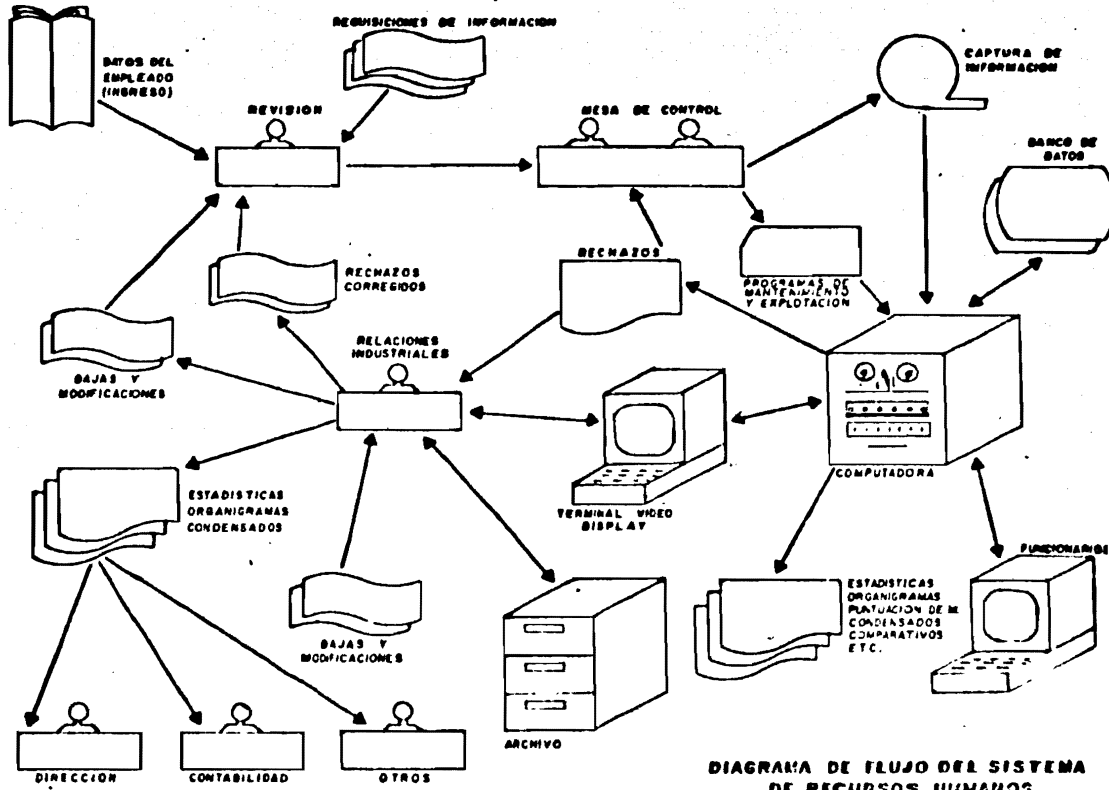 REQUISICIONES DE INFORMACION
DATOS DEL
EMPLEADO
(INGRESO)
REVISION
MESA DE CONTROL
CAPTURA DE
INFORMACION
BANCO DE
DATOS
RECHAZOS
CORREGIDOS
RECHAZOS
PROGRAMAS DE
MANTENIMIENTO
Y EXPLOTACION
RELACIONES
INDUSTRIALES
BAJAS Y
MODIFICACIONES
COMPUTADORA
ESTADISTICAS
ORGANIGRAMAS
CONDENSADOS
TERMINAL VIDEO
DISPLAY
FUNCIONARIOS
BAJAS Y
MODIFICACIONES
ESTADISTICAS
ORGANIGRAMAS
PUNTUACION DE M.
CONDENSADOS
COMPARATIVOS
ETC.
ARCHIVO
DIRECCION
CONTABILIDAD
OTROS
DIAGRAMA DE FLUJO DEL SISTEMA
DE RECURSOS HUMANOS